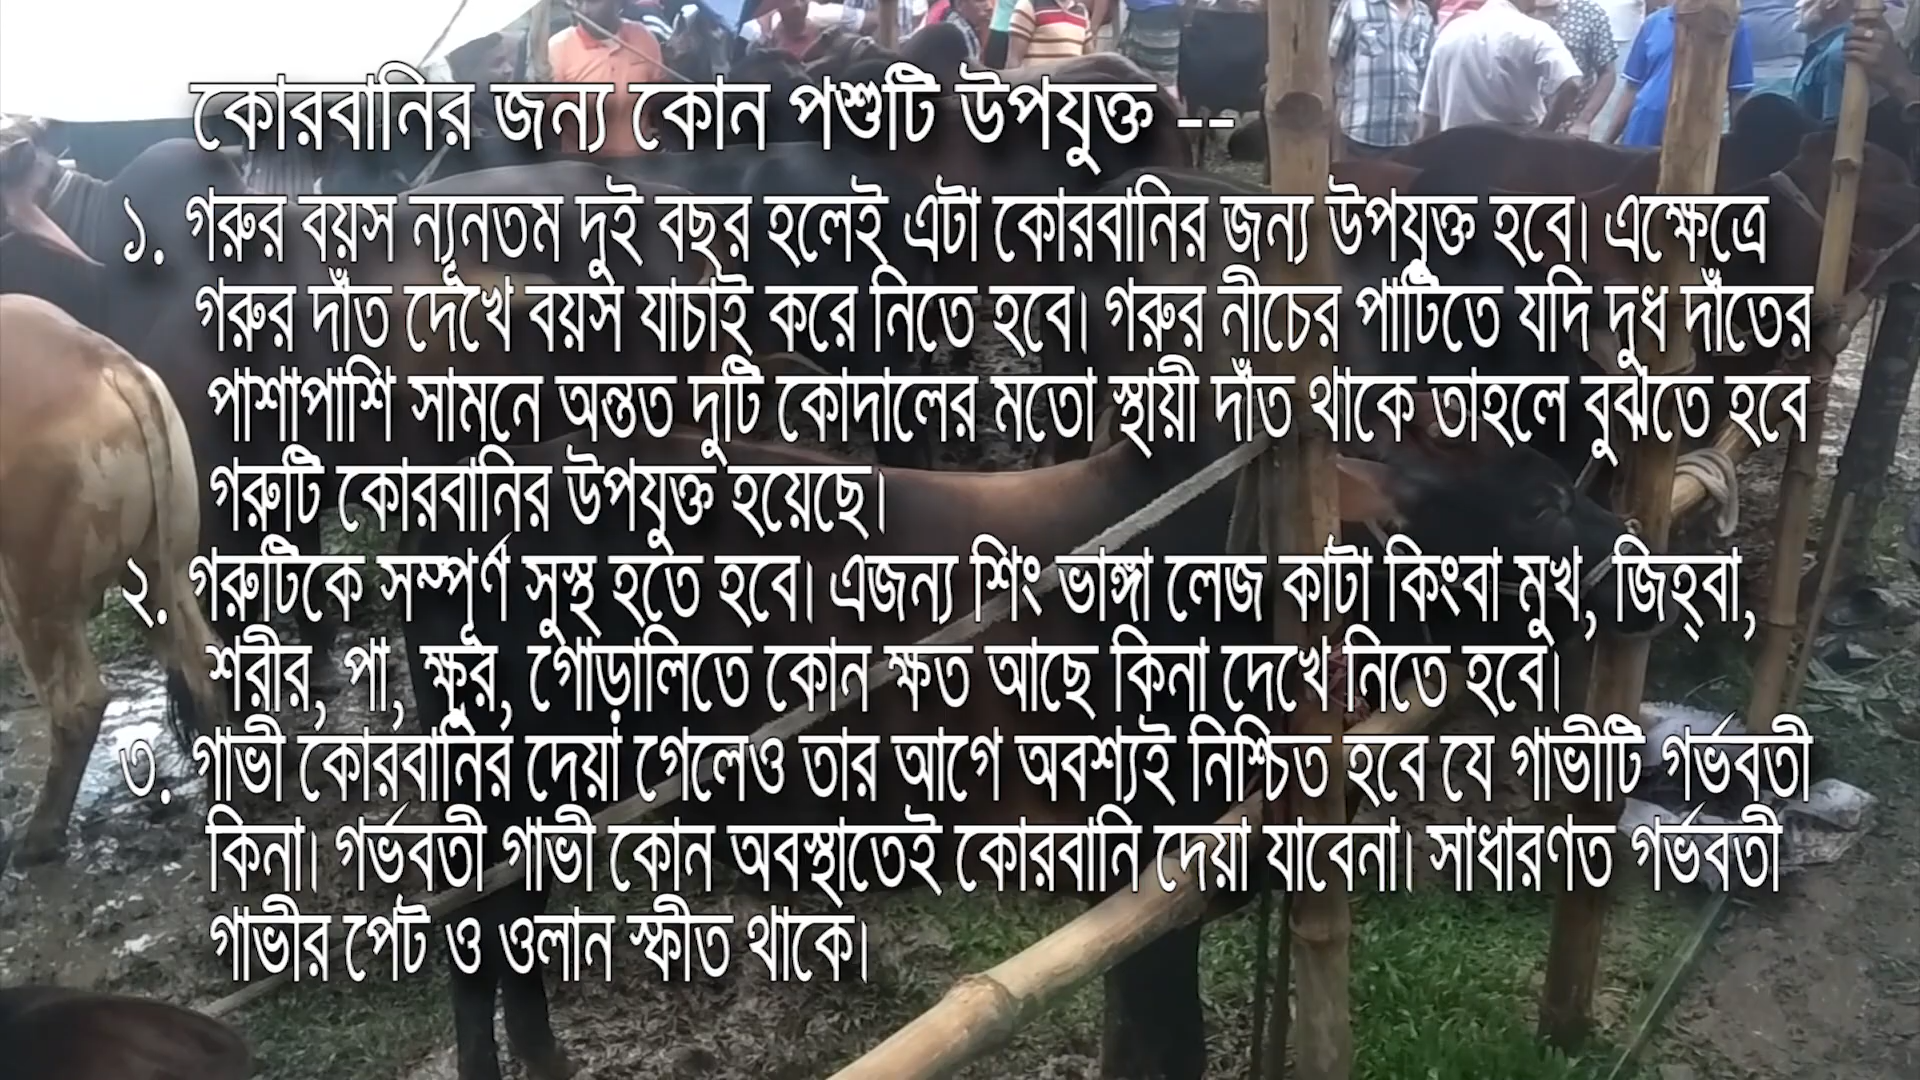 কোরবানির জন্য কোন পশুটি উপযুক্ত --
১. গরুর বয়স ন্যূনতম দুই বছর হলেই এটা কোরবানির জন্য উপযুক্ত হবে। এক্ষেত্রে
গরুর দাঁত দেখে বয়স যাচাই করে নিতে হবে। গরুর নীচের পাটিতে যদি দুধ দাঁতের
পাশাপাশি সামনে অন্তত দুটি কোদালের মতো স্থায়ী দাঁত থাকে তাহলে বুঝতে হবে
গরুটি কোরবানির উপযুক্ত হয়েছে।
২. গরুটিকে সম্পূর্ণ সুস্থ হতে হবে। এজন্য শিং ভাঙ্গা লেজ কাটা কিংবা মুখ, জিহ্‌বা,
শরীর, পা, ক্ষুর, গোড়ালিতে কোন ক্ষত আছে কিনা দেখে নিতে হবে।
৩. গাভী কোরবানির দেয়া গেলেও তার আগে অবশ্যই নিশ্চিত হবে যে গাভীটি গর্ভবতী
কিনা। গর্ভবতী গাভী কোন অবস্থাতেই কোরবানি দেয়া যাবেনা। সাধারণত গর্ভবতী
গাভীর পেট ও ওলান স্ফীত থাকে।